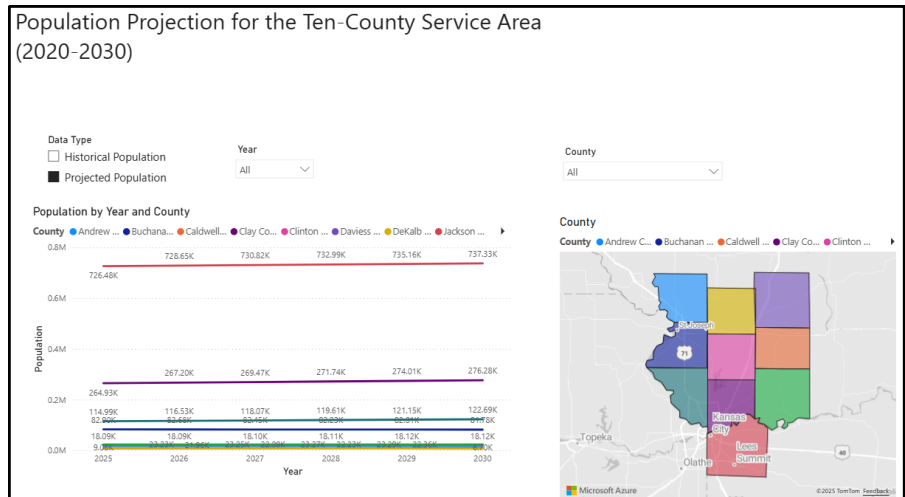 Population Projection for the Ten-County Service Area
(2020-2030)
Data Type
Historical Population
Projected Population
Year
All
County
All
Population by Year and County
County Andrew ... Buchana... Caldwell... Clay Co... Clinton ... Daviess ... DeKalb ... Jackson ...
0.8M
0.6M
0.4M
0.2M
0.0M
Population
726.48K 728.65K 730.82K 732.99K 735.16K 737.33K
264.93K 267.20K 269.47K 271.74K 274.01K 276.28K
114.99K 116.53K 118.07K 119.61K 121.15K 122.69K
18.09K 18.09K 18.10K 18.11K 18.12K 18.12K
2025 2026 2027 2028 2029 2030
Year
County
County Andrew C... Buchanan ... Caldwell ... Clay Co... Clinton ...
St. Joseph
71
Kansas
City
Topeka
Lees
Summit
Olathe
Microsoft Azure
©2025 TomTom Feedback